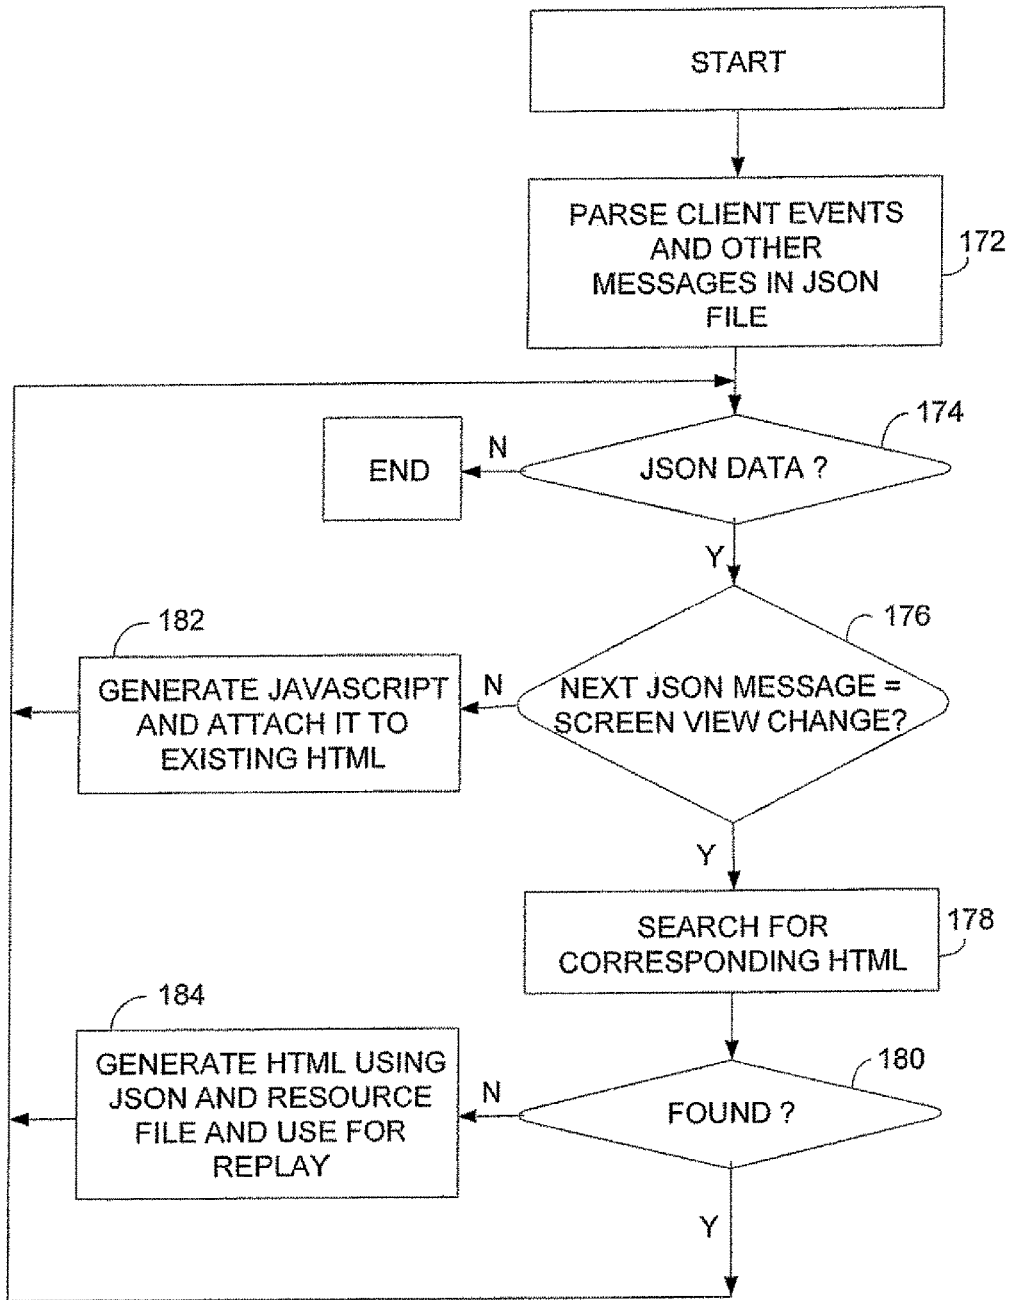 START
PARSE CLIENT EVENTS
AND OTHER
MESSAGES IN JSON
FILE
172
174
JSON DATA ?
N
END
Y
176
NEXT JSON MESSAGE =
SCREEN VIEW CHANGE?
N
182
GENERATE JAVASCRIPT
AND ATTACH IT TO
EXISTING HTML
Y
SEARCH FOR
CORRESPONDING HTML
178
180
FOUND ?
N
184
GENERATE HTML USING
JSON AND RESOURCE
FILE AND USE FOR
REPLAY
Y